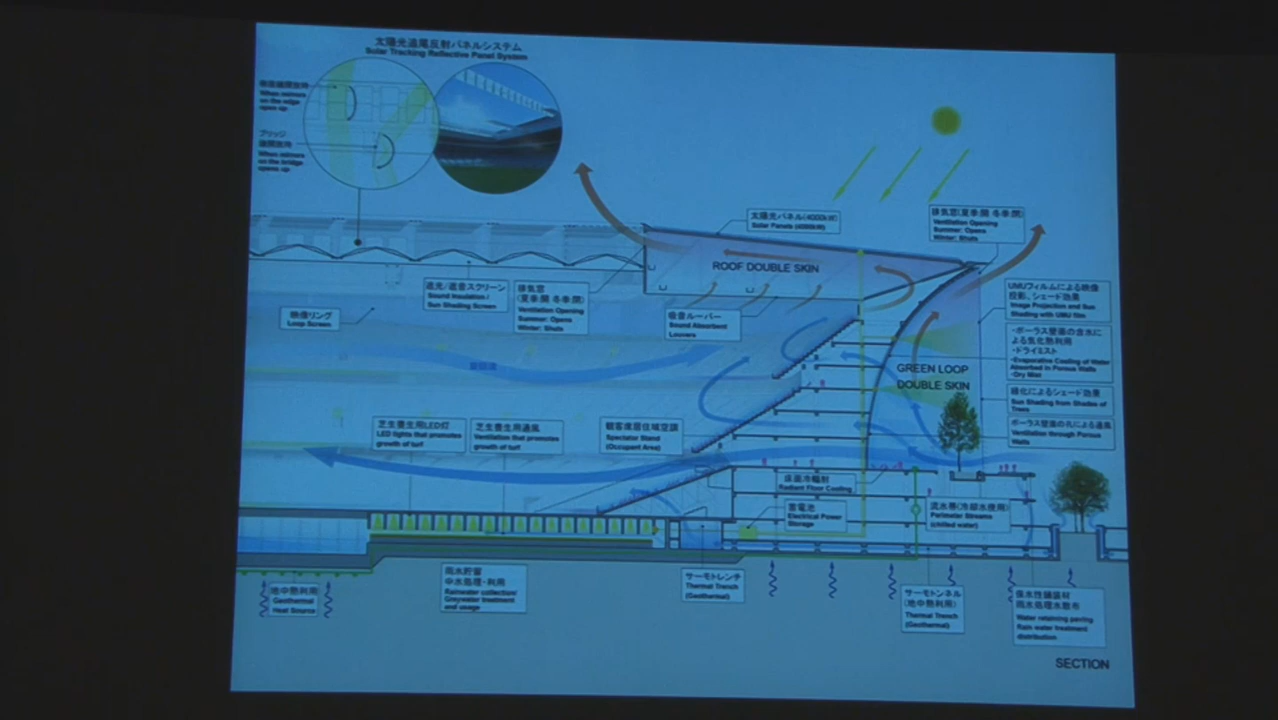 太陽光追尾反射パネルシステム
Solar Tracking Reflective Panel System
When mirrors
on the edge
open up
ブリッジ
When mirrors
on the bridge
opens up
太陽光パネル(4000kW)
Solar Panels (4000kW)
排気窓(夏季:開 冬季:閉)
Ventilation Opening
Summer: Opens
Winter: Shuts
ROOF DOUBLE SKIN
遮光/遮音スクリーン
Sound Insulation /
Sun Shading Screen
排気窓
(夏季:開 冬季:閉)
Ventilation Opening
Summer: Opens
Winter: Shuts
映像リング
Loop Screen
吸音ルーバー
Sound Absorbent
Louvers
UMUフィルムによる映像
投影、シェード効果
Image Projection and Sun
Shading with UMU film
・ポーラス壁面の含水に
よる気化熱利用
・ドライミスト
・Evaporative Cooling of Water
Absorbed in Porous Walls
・Dry Mist
GREEN LOOP
DOUBLE SKIN
緑化によるシェード効果
Sun Shading from Shades of
Trees
ポーラス壁面の孔による通風
Ventilation through Porous
Walls
芝生養生用LED灯
LED lights that promotes
growth of turf
芝生養生用通風
Ventilation that promotes
growth of turf
観客席居住域空調
Spectator Stand
(Occupant Area)
床面冷輻射
Radiant Floor Cooling
蓄電池
Electrical Power
Storage
流水帯(冷却水使用)
Perimeter Streams
(chilled water)
地中熱利用
Geothermal
Heat Source
雨水貯留
中水処理・利用
Rainwater collection/
Greywater treatment
and usage
サーモトレンチ
Thermal Trench
(Geothermal)
サーモトンネル
(地中熱利用)
Thermal Trench
(Geothermal)
保水性舗装材
雨水処理水散布
Water retaining paving
Rain water treatment
distribution
SECTION